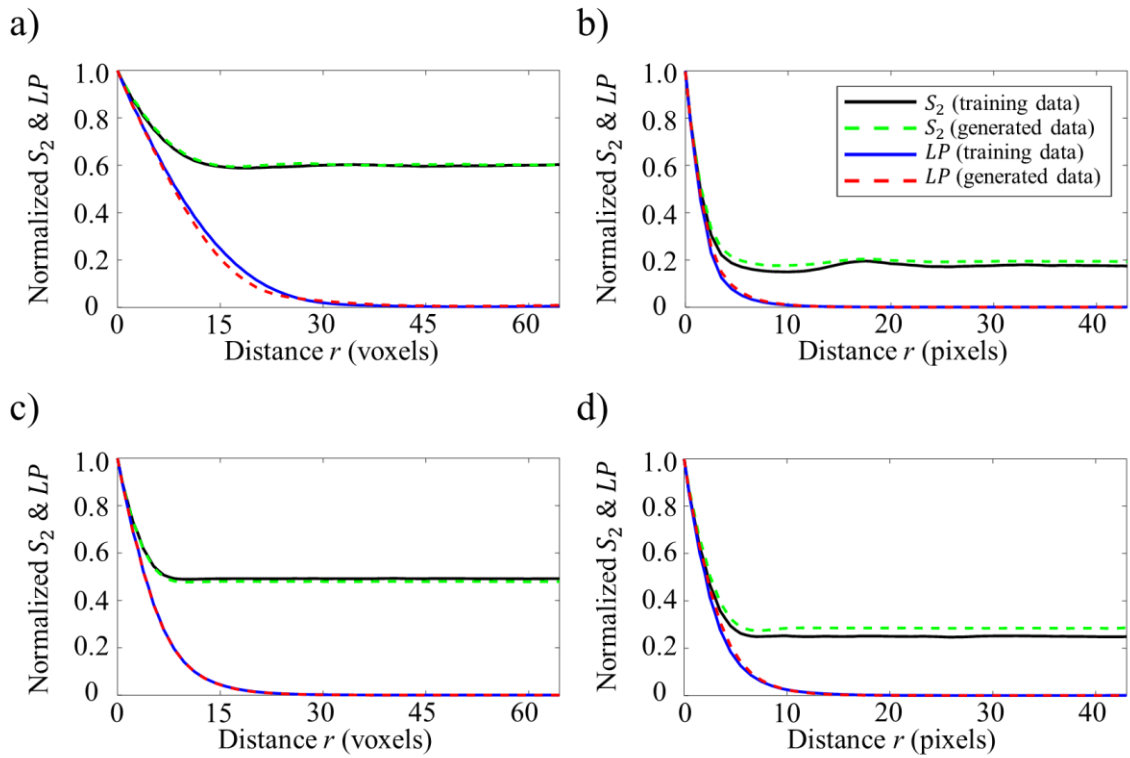 a)
Normalized S₂ & LP
1.0
0.8
0.6
0.4
0.2
0
0 15 30 45 60
Distance r (voxels)
b)
Normalized S₂ & LP
1.0
0.8
0.6
0.4
0.2
0
S₂ (training data)
S₂ (generated data)
LP (training data)
LP (generated data)
0 10 20 30 40
Distance r (pixels)
c)
Normalized S₂ & LP
1.0
0.8
0.6
0.4
0.2
0
0 15 30 45 60
Distance r (voxels)
d)
Normalized S₂ & LP
1.0
0.8
0.6
0.4
0.2
0
0 10 20 30 40
Distance r (pixels)